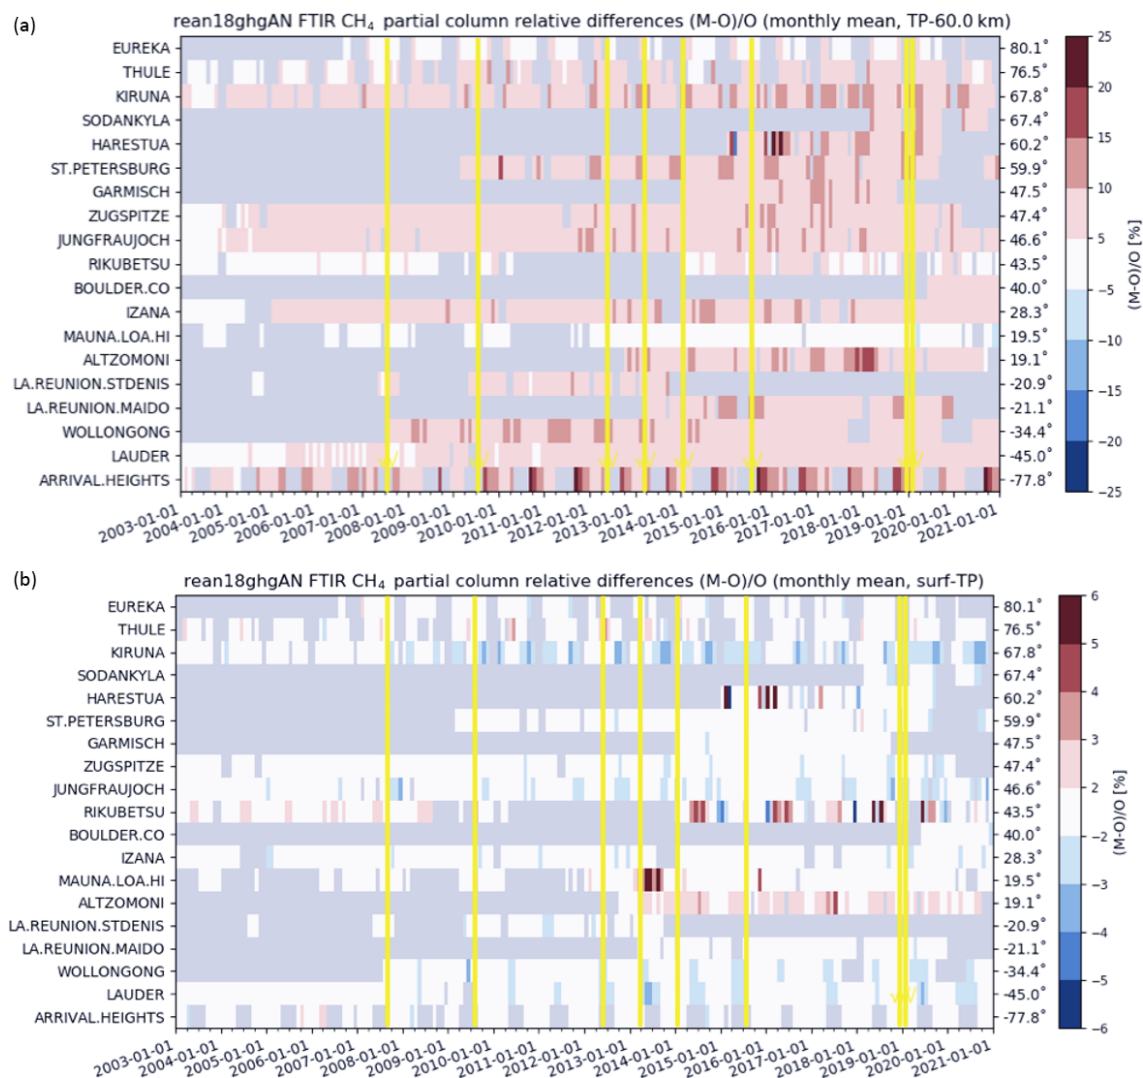 (a)
rean18ghgAN FTIR CH₄ partial column relative differences (M-O)/O (monthly mean, TP-60.0 km)
EUREKA 80.1°
THULE 76.5°
KIRUNA 67.8°
SODANKYLA 67.4°
HARESTUA 60.2°
ST.PETERSBURG 59.9°
GARMISCH 47.5°
ZUGSPITZE 47.4°
JUNGFRAUJOCH 46.6°
RIKUBETSU 43.5°
BOULDER.CO 40.0°
IZANA 28.3°
MAUNA.LOA.HI 19.5°
ALTZOMONI 19.1°
LA.REUNION.STDENIS -20.9°
LA.REUNION.MAIDO -21.1°
WOLLONGONG -34.4°
LAUDER -45.0°
ARRIVAL.HEIGHTS -77.8°
2003-01-01 2004-01-01 2005-01-01 2006-01-01 2007-01-01 2008-01-01 2009-01-01 2010-01-01 2011-01-01 2012-01-01 2013-01-01 2014-01-01 2015-01-01 2016-01-01 2017-01-01 2018-01-01 2019-01-01 2020-01-01 2021-01-01
25
20
15
10
5
−5
−10
−15
−20
−25
(M-O)/O [%]
(b)
rean18ghgAN FTIR CH₄ partial column relative differences (M-O)/O (monthly mean, surf-TP)
EUREKA 80.1°
THULE 76.5°
KIRUNA 67.8°
SODANKYLA 67.4°
HARESTUA 60.2°
ST.PETERSBURG 59.9°
GARMISCH 47.5°
ZUGSPITZE 47.4°
JUNGFRAUJOCH 46.6°
RIKUBETSU 43.5°
BOULDER.CO 40.0°
IZANA 28.3°
MAUNA.LOA.HI 19.5°
ALTZOMONI 19.1°
LA.REUNION.STDENIS -20.9°
LA.REUNION.MAIDO -21.1°
WOLLONGONG -34.4°
LAUDER -45.0°
ARRIVAL.HEIGHTS -77.8°
2003-01-01 2004-01-01 2005-01-01 2006-01-01 2007-01-01 2008-01-01 2009-01-01 2010-01-01 2011-01-01 2012-01-01 2013-01-01 2014-01-01 2015-01-01 2016-01-01 2017-01-01 2018-01-01 2019-01-01 2020-01-01 2021-01-01
6
5
4
3
2
−2
−3
−4
−5
−6
(M-O)/O [%]